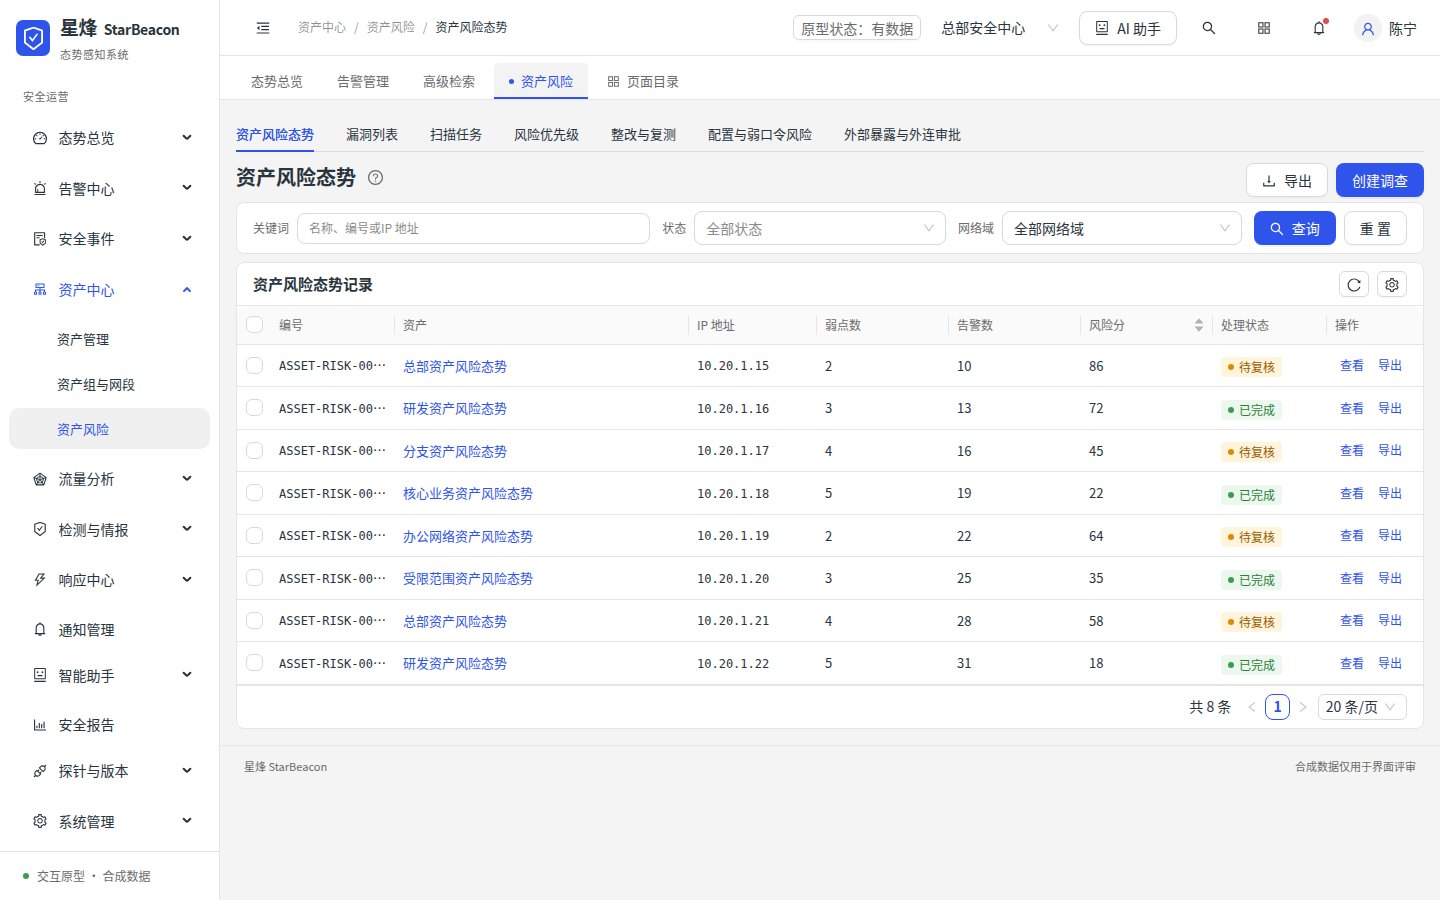 星烽 StarBeacon
态势感知系统
安全运营
态势总览
告警中心
安全事件
资产中心
资产管理
资产组与网段
资产风险
流量分析
检测与情报
响应中心
通知管理
智能助手
安全报告
探针与版本
系统管理
交互原型 · 合成数据
资产中心 / 资产风险 / 资产风险态势
原型状态：有数据
总部安全中心
AI 助手
陈宁
态势总览 告警管理 高级检索 资产风险 页面目录
资产风险态势 漏洞列表 扫描任务 风险优先级 整改与复测 配置与弱口令风险 外部暴露与外连审批
资产风险态势
导出
创建调查
关键词 名称、编号或IP 地址 状态 全部状态 网络域 全部网络域 查询 重 置
资产风险态势记录
编号 资产 IP 地址 弱点数 告警数 风险分 处理状态 操作
ASSET-RISK-00··· 总部资产风险态势 10.20.1.15 2 10 86 待复核 查看 导出
ASSET-RISK-00··· 研发资产风险态势 10.20.1.16 3 13 72 已完成 查看 导出
ASSET-RISK-00··· 分支资产风险态势 10.20.1.17 4 16 45 待复核 查看 导出
ASSET-RISK-00··· 核心业务资产风险态势 10.20.1.18 5 19 22 已完成 查看 导出
ASSET-RISK-00··· 办公网络资产风险态势 10.20.1.19 2 22 64 待复核 查看 导出
ASSET-RISK-00··· 受限范围资产风险态势 10.20.1.20 3 25 35 已完成 查看 导出
ASSET-RISK-00··· 总部资产风险态势 10.20.1.21 4 28 58 待复核 查看 导出
ASSET-RISK-00··· 研发资产风险态势 10.20.1.22 5 31 18 已完成 查看 导出
共 8 条 1 20 条/页
星烽 StarBeacon
合成数据仅用于界面评审